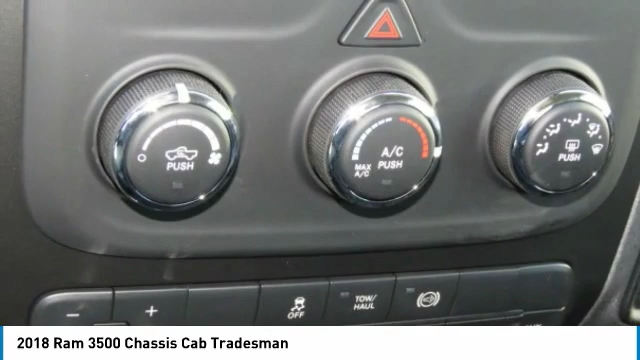 PUSH
A/C
PUSH
MAX
A/C
PUSH
− +
OFF
TOW/
HAUL
2018 Ram 3500 Chassis Cab Tradesman